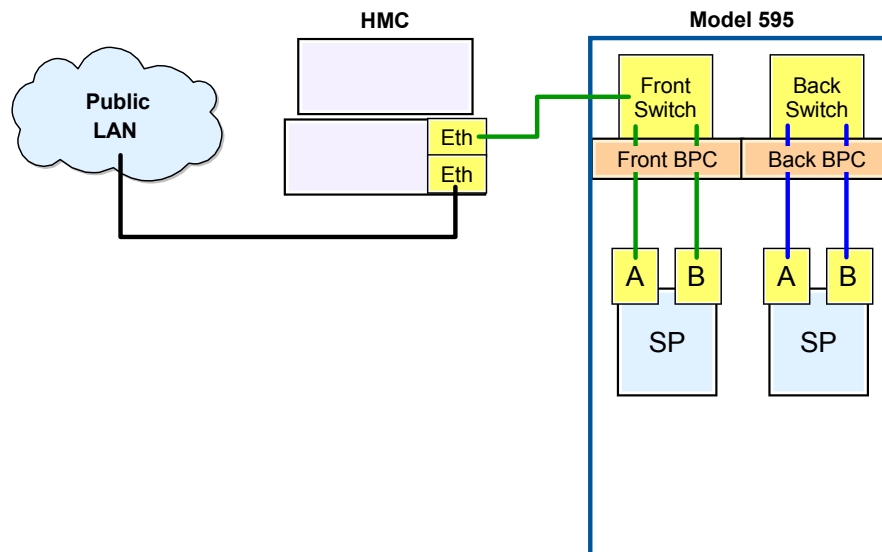 HMC
Model 595
Public
LAN
Eth
Eth
Front
Switch
Back
Switch
Front BPC
Back BPC
A
B
A
B
SP
SP